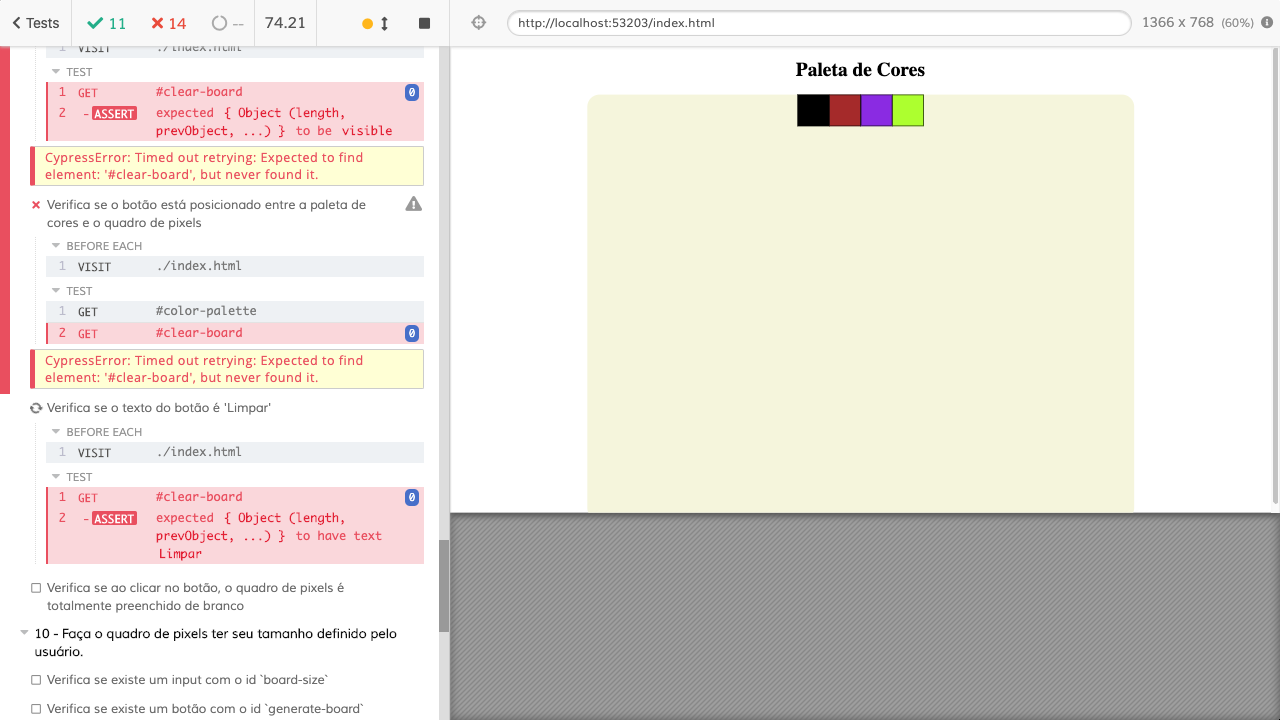 Tests 11 14 -- 74.21 http://localhost:53203/index.html 1366 x 768 (60%)
1 VISIT ./index.html
TEST
1 GET #clear-board 0
2 -ASSERT expected { Object (length,
prevObject, ...) } to be visible
CypressError: Timed out retrying: Expected to find
element: '#clear-board', but never found it.
Verifica se o botão está posicionado entre a paleta de
cores e o quadro de pixels
BEFORE EACH
1 VISIT ./index.html
TEST
1 GET #color-palette
2 GET #clear-board 0
CypressError: Timed out retrying: Expected to find
element: '#clear-board', but never found it.
Verifica se o texto do botão é 'Limpar'
BEFORE EACH
1 VISIT ./index.html
TEST
1 GET #clear-board 0
2 -ASSERT expected { Object (length,
prevObject, ...) } to have text
Limpar
Verifica se ao clicar no botão, o quadro de pixels é
totalmente preenchido de branco
10 - Faça o quadro de pixels ter seu tamanho definido pelo
usuário.
Verifica se existe um input com o id `board-size`
Verifica se existe um botão com o id `generate-board`
Paleta de Cores